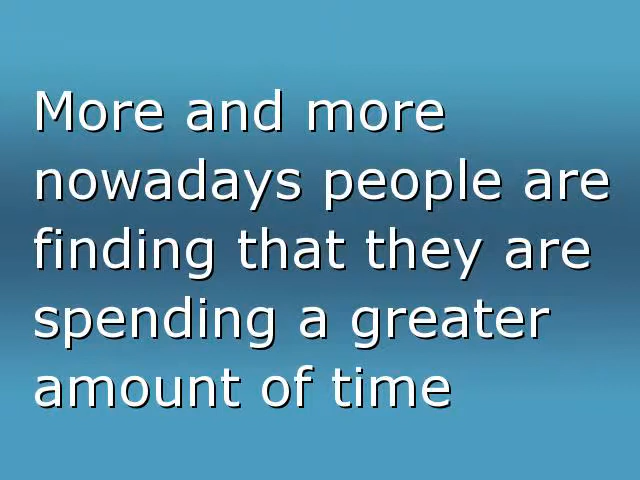 More and more
nowadays people are
finding that they are
spending a greater
amount of time